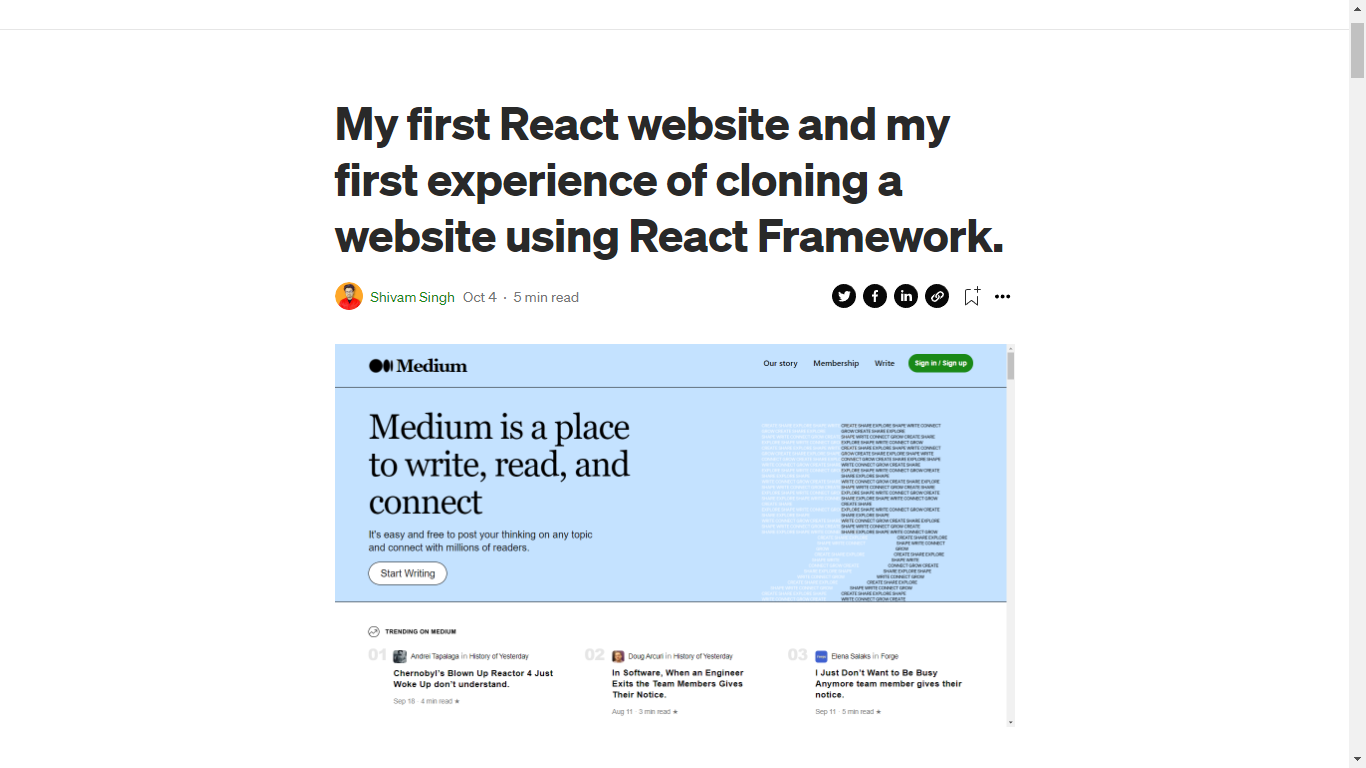 My first React website and my
first experience of cloning a
website using React Framework.
Shivam Singh Oct 4 · 5 min read
Medium
Our story Membership Write Sign in / Sign up
Medium is a place
to write, read, and
connect
It's easy and free to post your thinking on any topic
and connect with millions of readers.
Start Writing
TRENDING ON MEDIUM
01 Andrei Tapalaga in History of Yesterday
Chernobyl's Blown Up Reactor 4 Just
Woke Up don't understand.
Sep 18 · 4 min read ★
02 Doug Arcuri in History of Yesterday
In Software, When an Engineer
Exits the Team Members Gives
Their Notice.
Aug 11 · 3 min read ★
03 Elena Salaks in Forge
I Just Don't Want to Be Busy
Anymore team member gives their
notice.
Sep 11 · 5 min read ★